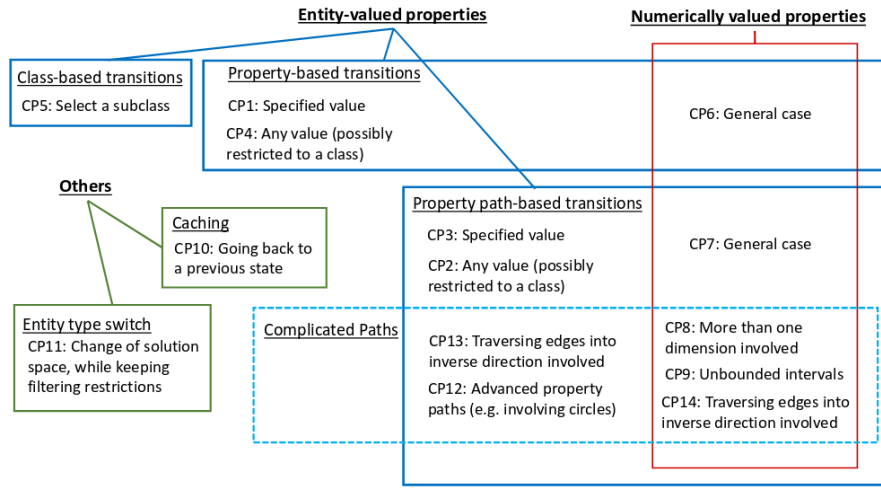 Entity-valued properties
Numerically valued properties
Class-based transitions
CP5: Select a subclass
Property-based transitions
CP1: Specified value
CP4: Any value (possibly
restricted to a class)
CP6: General case
Others
Caching
CP10: Going back to
a previous state
Property path-based transitions
CP3: Specified value
CP2: Any value (possibly
restricted to a class)
CP7: General case
Entity type switch
CP11: Change of solution
space, while keeping
filtering restrictions
Complicated Paths
CP13: Traversing edges into
inverse direction involved
CP12: Advanced property
paths (e.g. involving circles)
CP8: More than one
dimension involved
CP9: Unbounded intervals
CP14: Traversing edges into
inverse direction involved